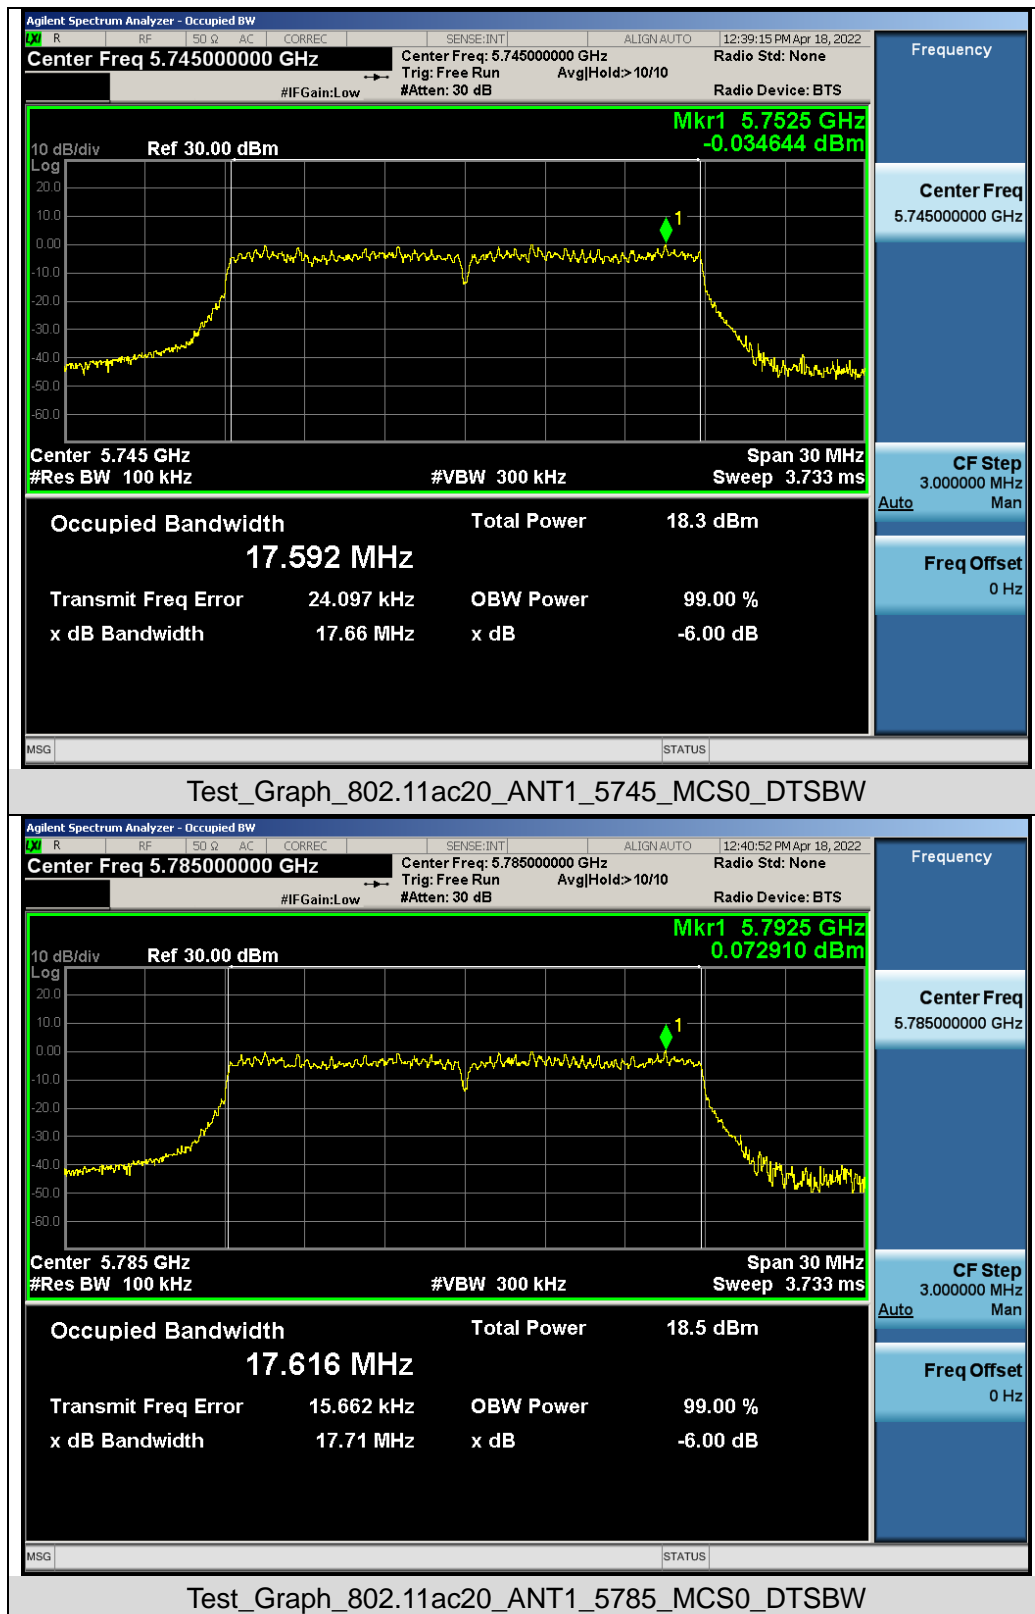 Agilent Spectrum Analyzer - Occupied BW
LXI R RF 50 Ω AC CORREC SENSE:INT ALIGN AUTO 12:39:15 PM Apr 18, 2022
Center Freq 5.745000000 GHz
Center Freq: 5.745000000 GHz Radio Std: None
Trig: Free Run Avg|Hold:>10/10
#IFGain:Low #Atten: 30 dB Radio Device: BTS
Frequency
Mkr1 5.7525 GHz
-0.034644 dBm
10 dB/div Ref 30.00 dBm
Log
20.0
10.0
0.00
-10.0
-20.0
-30.0
-40.0
-50.0
-60.0
1
Center 5.745 GHz Span 30 MHz
#Res BW 100 kHz #VBW 300 kHz Sweep 3.733 ms
Center Freq
5.745000000 GHz
CF Step
3.000000 MHz
Auto Man
Freq Offset
0 Hz
Occupied Bandwidth Total Power 18.3 dBm
17.592 MHz
Transmit Freq Error 24.097 kHz OBW Power 99.00 %
x dB Bandwidth 17.66 MHz x dB -6.00 dB
MSG STATUS
Test_Graph_802.11ac20_ANT1_5745_MCS0_DTSBW
Agilent Spectrum Analyzer - Occupied BW
LXI R RF 50 Ω AC CORREC SENSE:INT ALIGN AUTO 12:40:52 PM Apr 18, 2022
Center Freq 5.785000000 GHz
Center Freq: 5.785000000 GHz Radio Std: None
Trig: Free Run Avg|Hold:>10/10
#IFGain:Low #Atten: 30 dB Radio Device: BTS
Frequency
Mkr1 5.7925 GHz
0.072910 dBm
10 dB/div Ref 30.00 dBm
Log
20.0
10.0
0.00
-10.0
-20.0
-30.0
-40.0
-50.0
-60.0
1
Center 5.785 GHz Span 30 MHz
#Res BW 100 kHz #VBW 300 kHz Sweep 3.733 ms
Center Freq
5.785000000 GHz
CF Step
3.000000 MHz
Auto Man
Freq Offset
0 Hz
Occupied Bandwidth Total Power 18.5 dBm
17.616 MHz
Transmit Freq Error 15.662 kHz OBW Power 99.00 %
x dB Bandwidth 17.71 MHz x dB -6.00 dB
MSG STATUS
Test_Graph_802.11ac20_ANT1_5785_MCS0_DTSBW